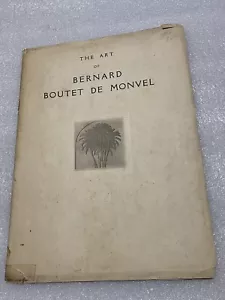 THE ART
OF
BERNARD
BOUTET DE MONVEL